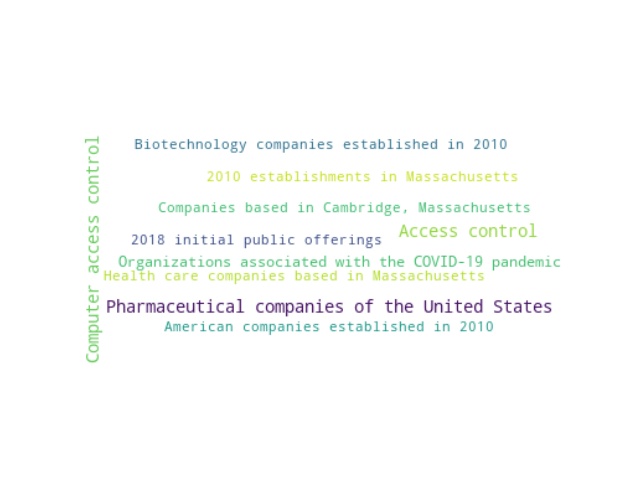 Computer access control
Biotechnology companies established in 2010
2010 establishments in Massachusetts
Companies based in Cambridge, Massachusetts
Access control
2018 initial public offerings
Organizations associated with the COVID-19 pandemic
Health care companies based in Massachusetts
Pharmaceutical companies of the United States
American companies established in 2010